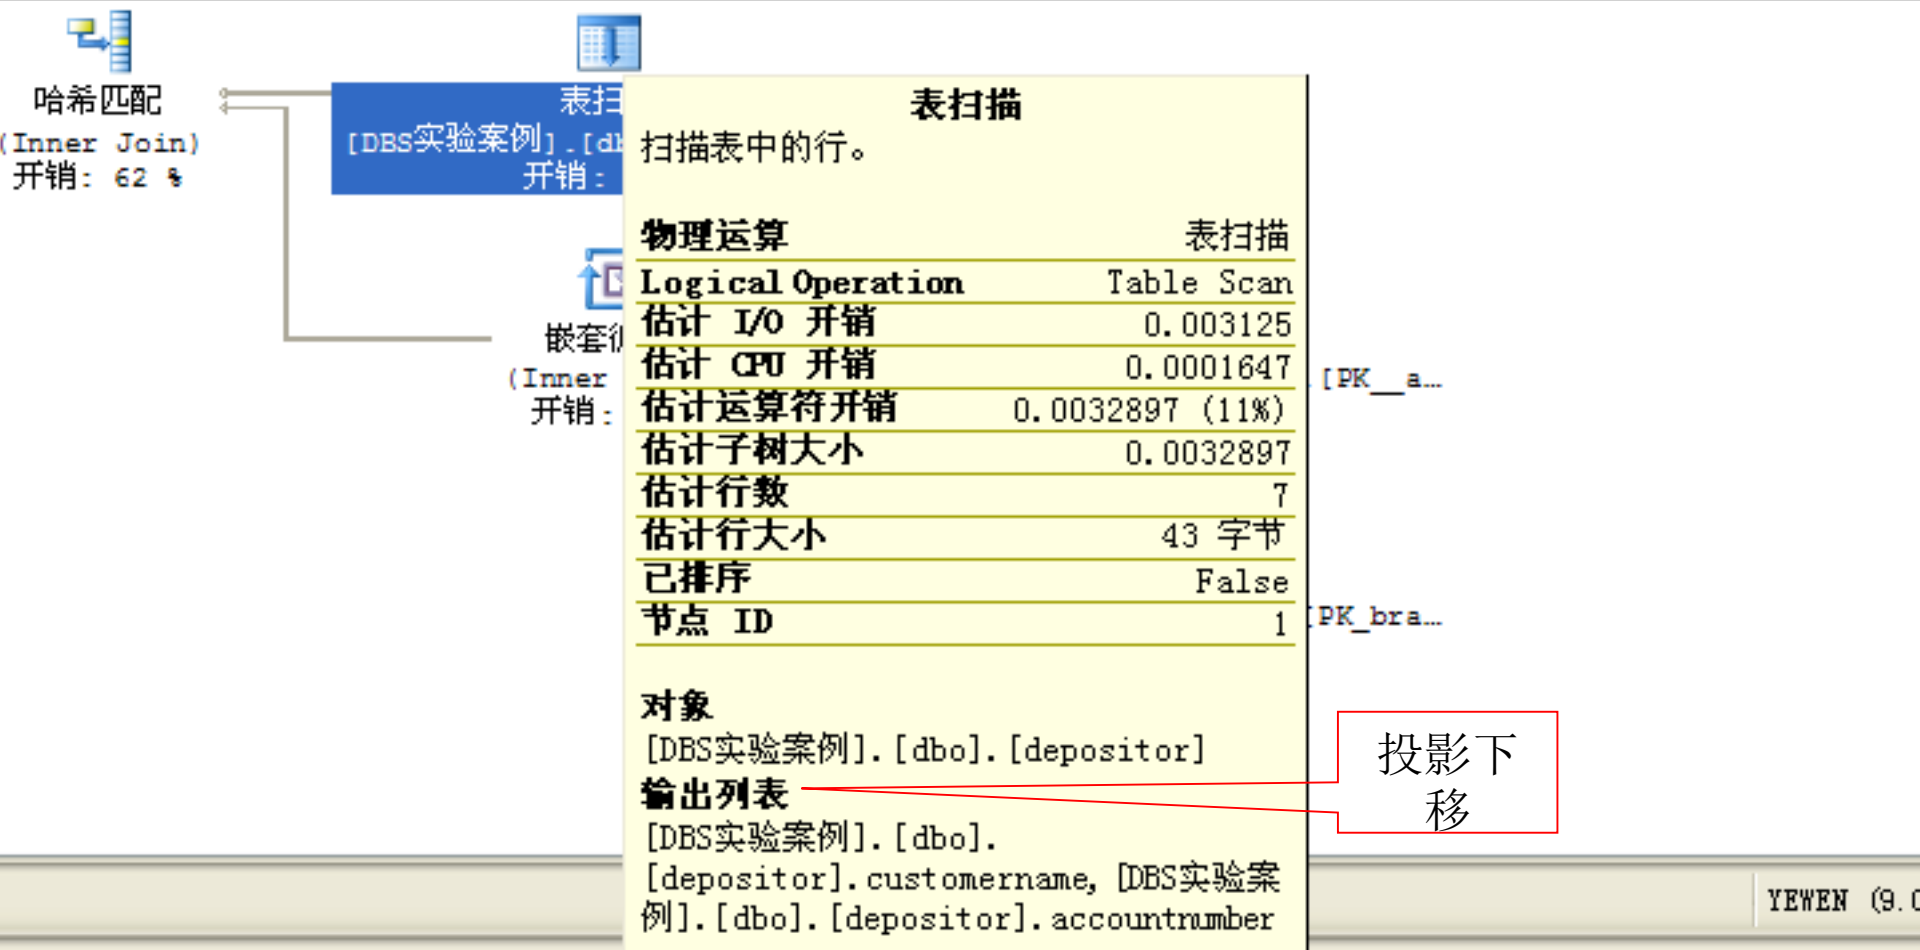 哈希匹配
(Inner Join)
开销: 62 %
表扫
[DBS实验案例].[db
开销:
嵌套循
(Inner
开销:
表扫描
扫描表中的行。
物理运算 表扫描
Logical Operation Table Scan
估计 I/O 开销 0.003125
估计 CPU 开销 0.0001647
估计运算符开销 0.0032897 (11%)
估计子树大小 0.0032897
估计行数 7
估计行大小 43 字节
已排序 False
节点 ID 1
对象
[DBS实验案例].[dbo].[depositor]
输出列表
[DBS实验案例].[dbo].
[depositor].customername, [DBS实验案
例].[dbo].[depositor].accountnumber
.[PK__a...
[PK_bra...
投影下
移
YEWEN (9.0